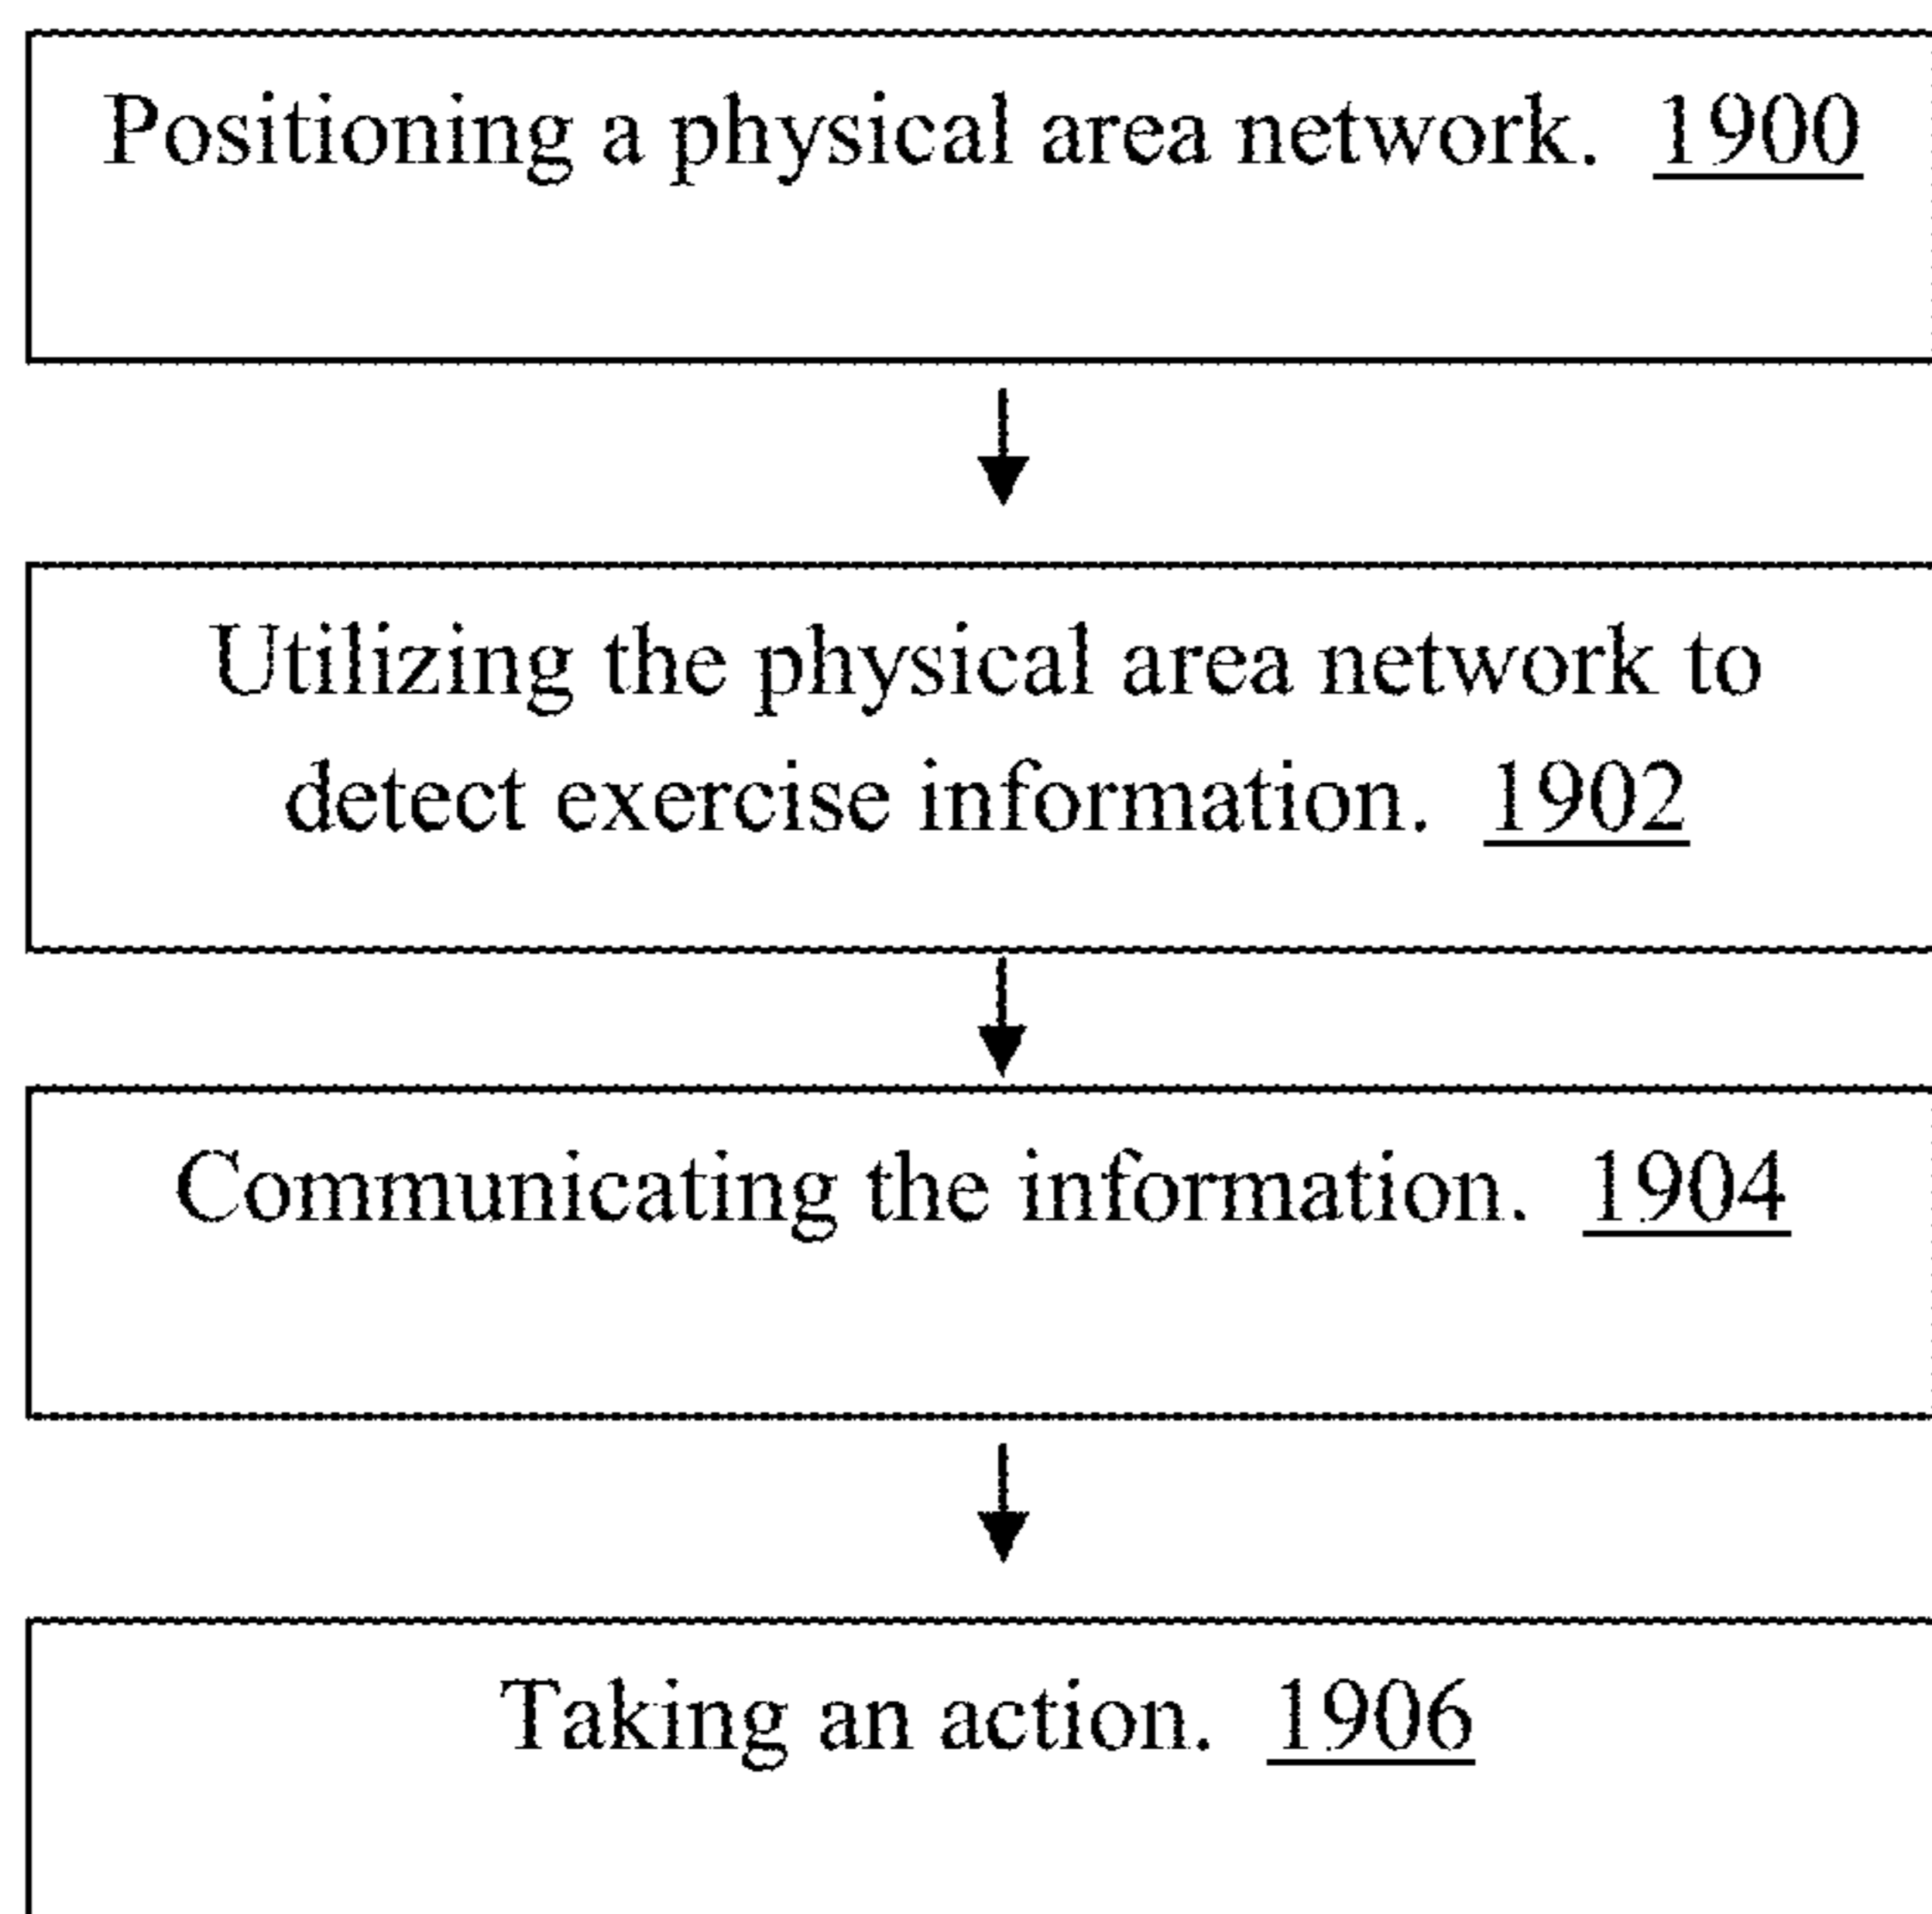 Positioning a physical area network. 1900
Utilizing the physical area network to
detect exercise information. 1902
Communicating the information. 1904
Taking an action. 1906